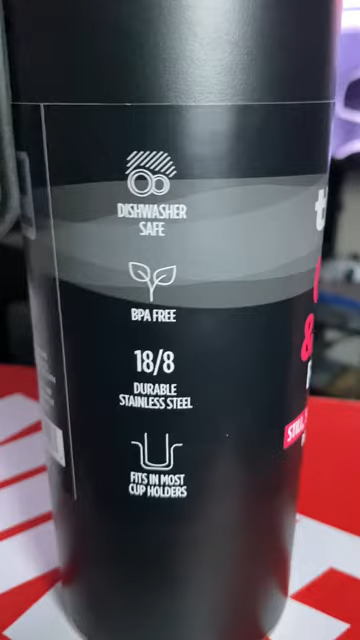 DISHWASHER
SAFE
BPA FREE
18/8
DURABLE
STAINLESS STEEL
FITS IN MOST
CUP HOLDERS
&